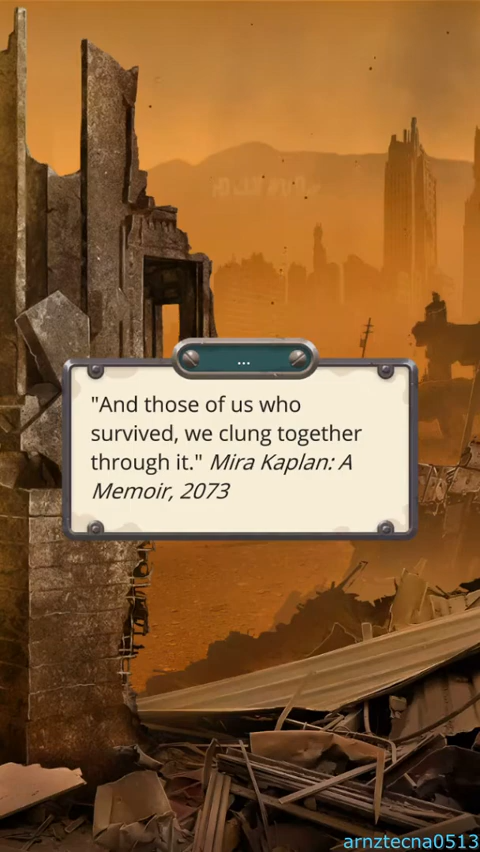 ...
"And those of us who
survived, we clung together
through it." Mira Kaplan: A
Memoir, 2073
arnztecna0513